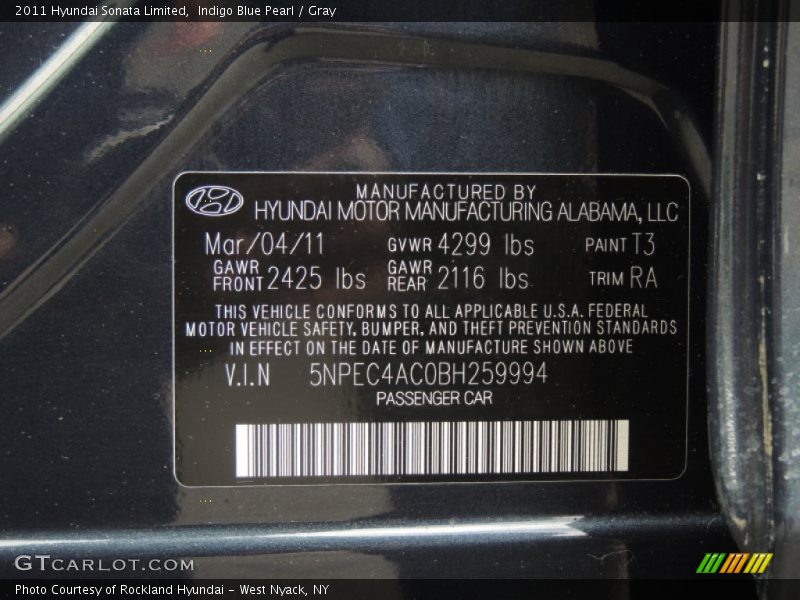 2011 Hyundai Sonata Limited, Indigo Blue Pearl / Gray
MANUFACTURED BY
HYUNDAI MOTOR MANUFACTURING ALABAMA, LLC
Mar/04/11 GVWR 4299 lbs PAINT T3
GAWR FRONT 2425 lbs GAWR REAR 2116 lbs TRIM RA
THIS VEHICLE CONFORMS TO ALL APPLICABLE U.S.A. FEDERAL
MOTOR VEHICLE SAFETY, BUMPER, AND THEFT PREVENTION STANDARDS
IN EFFECT ON THE DATE OF MANUFACTURE SHOWN ABOVE
V.I.N 5NPEC4AC0BH259994
PASSENGER CAR
GTCARLOT.COM
Photo Courtesy of Rockland Hyundai - West Nyack, NY